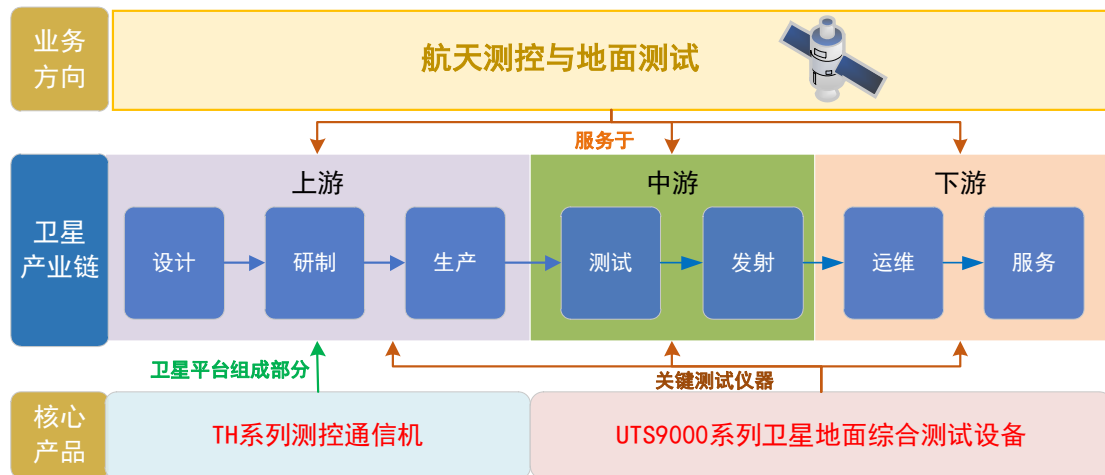 业务
方向
航天测控与地面测试
服务于
卫星
产业链
上游
中游
下游
设计
研制
生产
测试
发射
运维
服务
卫星平台组成部分
关键测试仪器
核心
产品
TH系列测控通信机
UTS9000系列卫星地面综合测试设备